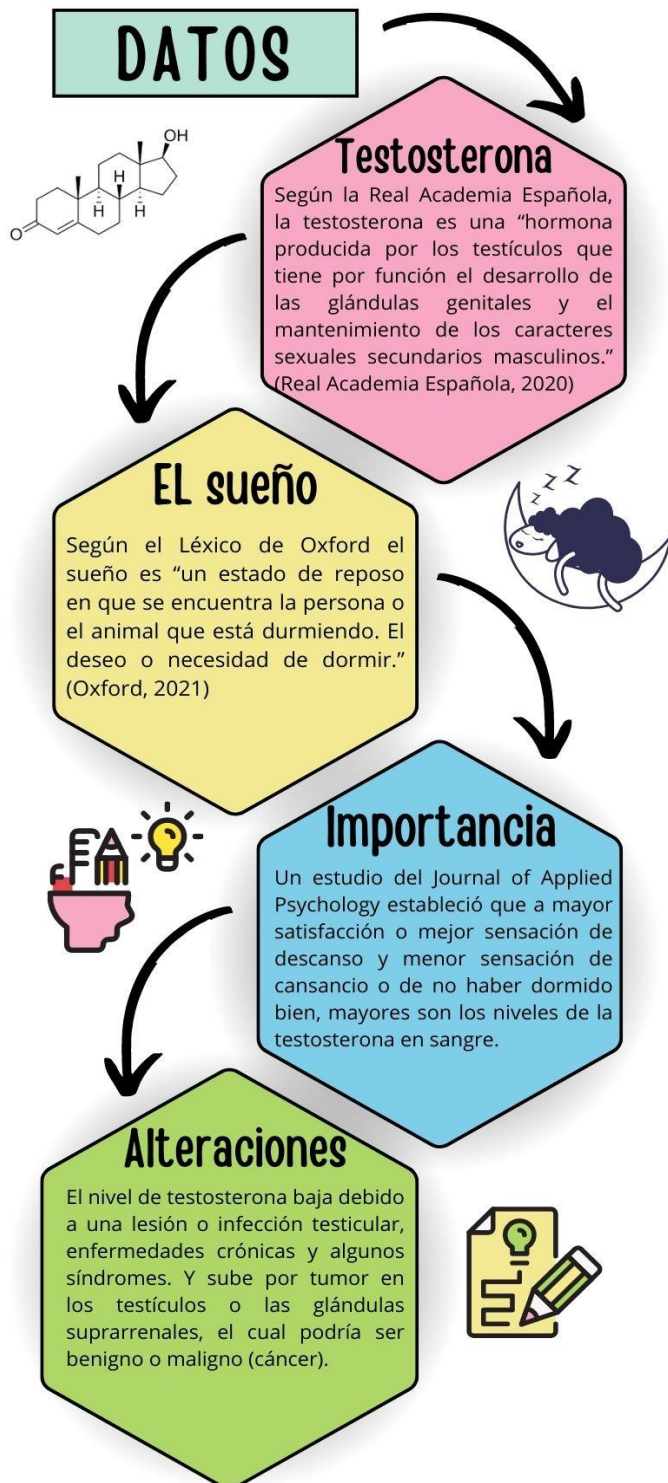 DATOS
OH
H
H
H
O
Testosterona
Según la Real Academia Española,
la testosterona es una “hormona
producida por los testículos que
tiene por función el desarrollo de
las glándulas genitales y el
mantenimiento de los caracteres
sexuales secundarios masculinos.”
(Real Academia Española, 2020)
EL sueño
Según el Léxico de Oxford el
sueño es “un estado de reposo
en que se encuentra la persona o
el animal que está durmiendo. El
deseo o necesidad de dormir.”
(Oxford, 2021)
z z z z
Importancia
Un estudio del Journal of Applied
Psychology estableció que a mayor
satisfacción o mejor sensación de
descanso y menor sensación de
cansancio o de no haber dormido
bien, mayores son los niveles de la
testosterona en sangre.
Alteraciones
El nivel de testosterona baja debido
a una lesión o infección testicular,
enfermedades crónicas y algunos
síndromes. Y sube por tumor en
los testículos o las glándulas
suprarrenales, el cual podría ser
benigno o maligno (cáncer).